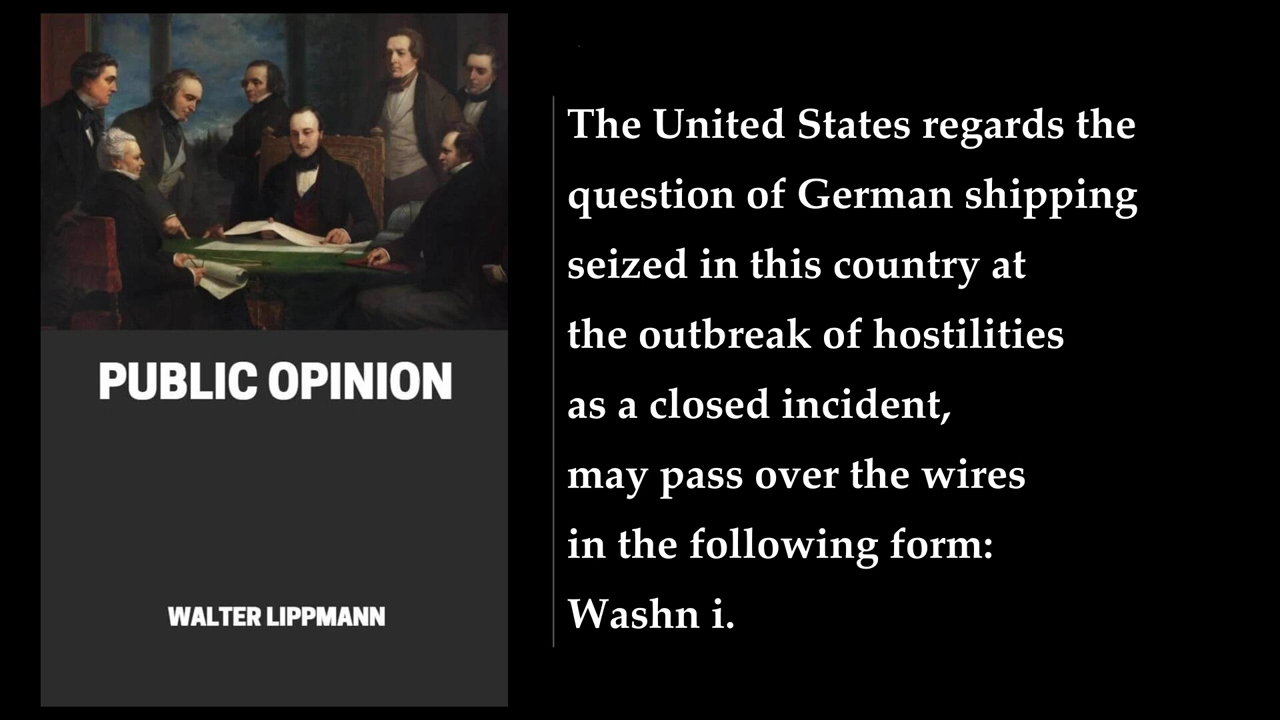 PUBLIC OPINION
WALTER LIPPMANN
The United States regards the
question of German shipping
seized in this country at
the outbreak of hostilities
as a closed incident,
may pass over the wires
in the following form:
Washn i.